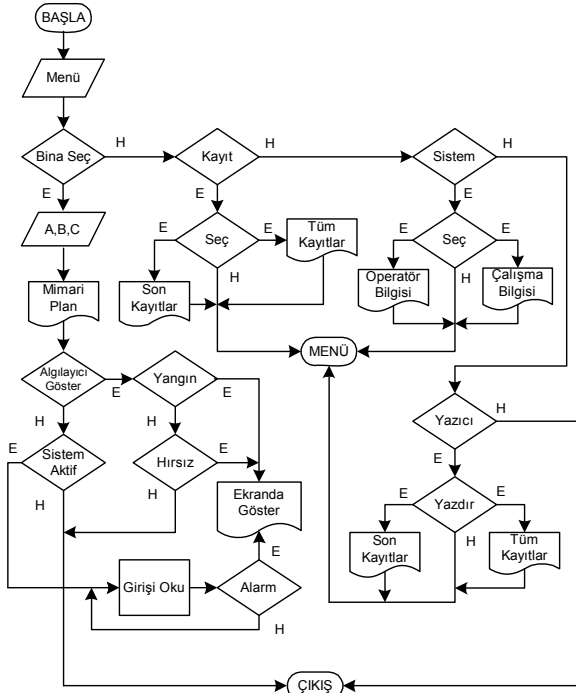 BAŞLA
Menü
Bina Seç
H
Kayıt
H
Sistem
H
E
E
E
A,B,C
E
Seç
E
Tüm
Kayıtlar
E
Seç
E
Mimari
Plan
Son
Kayıtlar
H
Operatör
Bilgisi
H
Çalışma
Bilgisi
MENÜ
Algılayıcı
Göster
E
Yangın
E
H
H
Yazıcı
H
E
Sistem
Aktif
Hırsız
E
E
H
H
Ekranda
Göster
E
Yazdır
E
Son
Kayıtlar
H
Tüm
Kayıtlar
E
Girişi Oku
Alarm
H
ÇIKIŞ